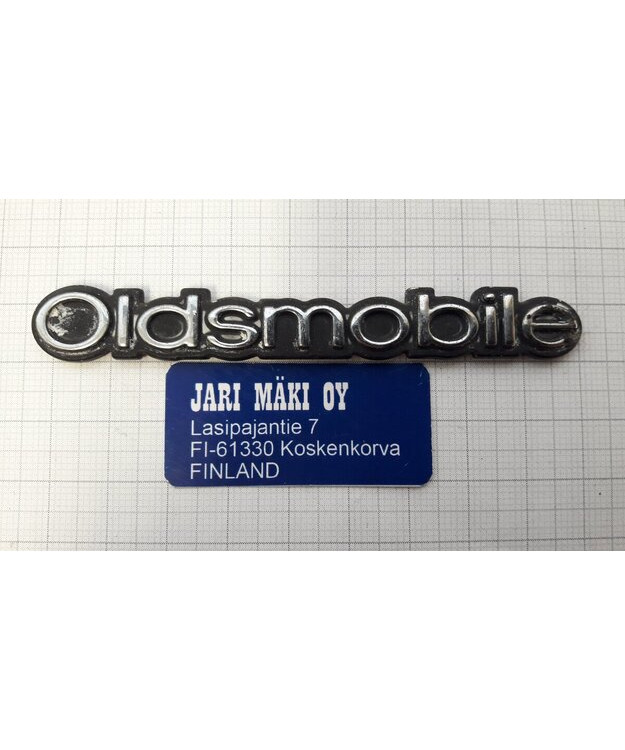 Oldsmobile
JARI MÄKI OY
Lasipajantie 7
FI-61330 Koskenkorva
FINLAND